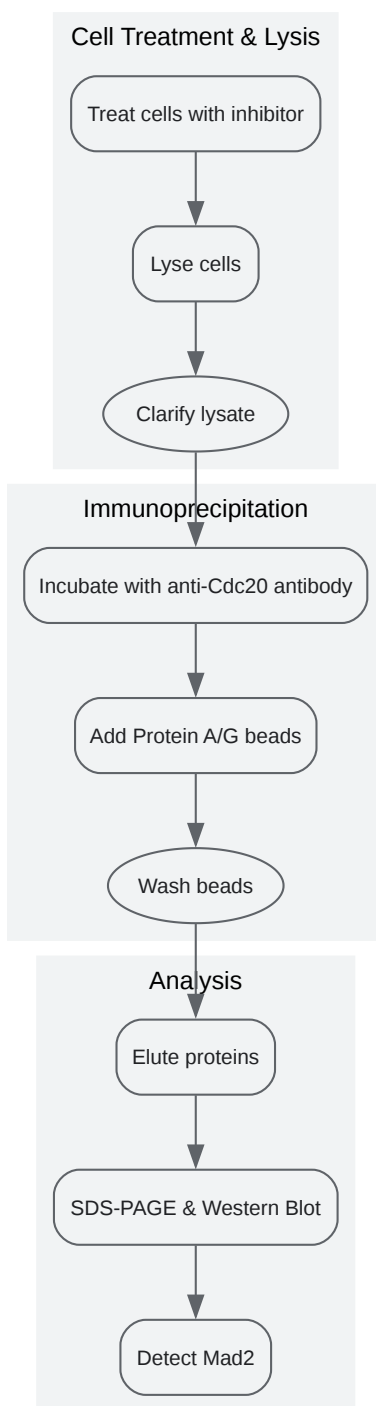 Cell Treatment & Lysis
Treat cells with inhibitor
Lyse cells
Clarify lysate
Immunoprecipitation
Incubate with anti-Cdc20 antibody
Add Protein A/G beads
Wash beads
Analysis
Elute proteins
SDS-PAGE & Western Blot
Detect Mad2